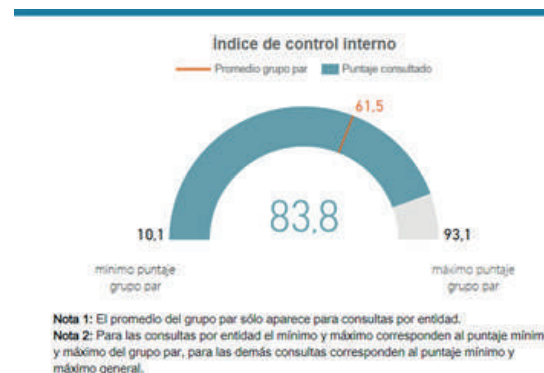 Índice de control interno
Promedio grupo par Puntaje consultado
61,5
83,8
10,1 93,1
mínimo puntaje máximo puntaje
grupo par grupo par
Nota 1: El promedio del grupo par sólo aparece para consultas por entidad.
Nota 2: Para las consultas por entidad el mínimo y máximo corresponden al puntaje mínim
y máximo del grupo par, para las demás consultas corresponden al puntaje mínimo y
máximo general.